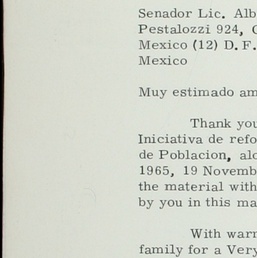 Senador Lic. Alb
Pestalozzi 924, C
Mexico (12) D. F.
Mexico
Muy estimado am
Thank you
Iniciativa de refo
de Poblacion, alo
1965, 19 Novemb
the material with
by you in this ma
With warm
family for a Very